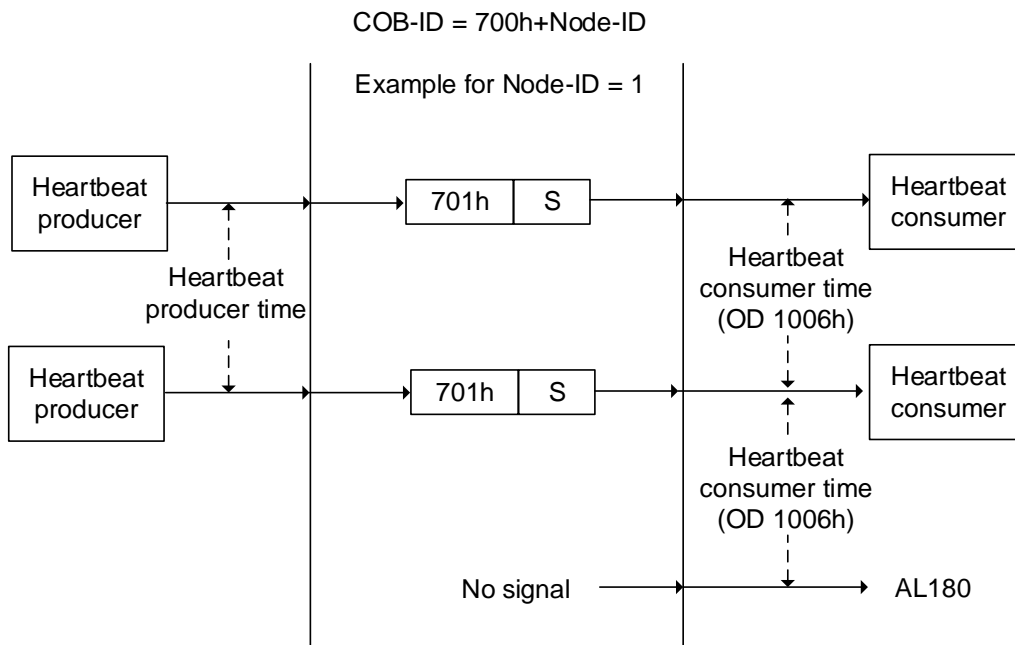 COB-ID = 700h+Node-ID
Example for Node-ID = 1
Heartbeat
producer
701h S
Heartbeat
consumer
Heartbeat
producer time
Heartbeat
consumer time
(OD 1006h)
Heartbeat
producer
701h S
Heartbeat
consumer
Heartbeat
consumer time
(OD 1006h)
No signal
AL180